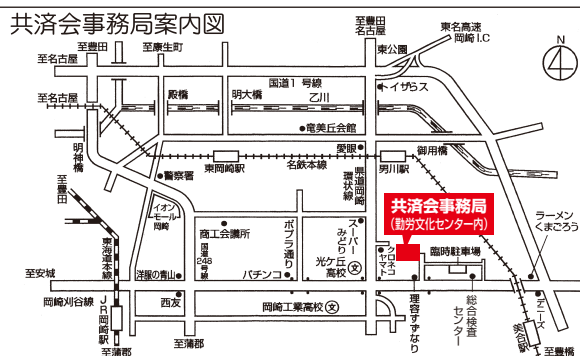 共済会事務局案内図
至豊田
至康生町
至豊田
名古屋
東名高速
岡崎I.C
N
至名古屋
東公園
国道1号線
トイザらス
至名古屋
殿橋
明大橋
乙川
竜美丘会館
明神橋
愛眼
御用橋
東岡崎駅
名鉄本線
男川駅
警察署
県道岡崎
環状線
至豊田
イオン
モール
岡崎
共済会事務局
(勤労文化センター内)
ラーメン
くまごろう
商工会議所
ポプラ通り
スーパー
みどり
光ケ丘
高校
文
クロネコ
ヤマト
臨時駐車場
東海道本線
国道248号線
至安城
洋服の青山
パチンコ
岡崎刈谷線
JR岡崎駅
西友
岡崎工業高校
文
理容すずなり
総合検査
センター
デニーズ
美合駅
至蒲郡
至蒲郡
至豊橋